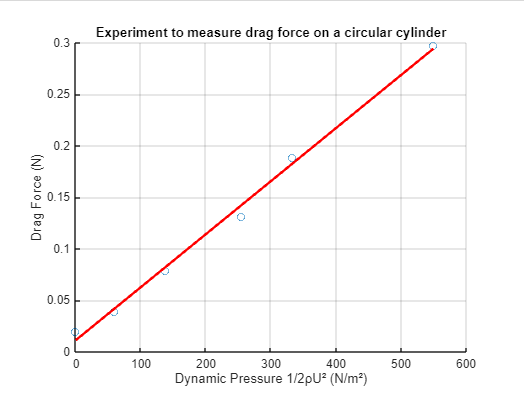 Experiment to measure drag force on a circular cylinder
0.3
0.25
0.2
0.15
0.1
0.05
0
Drag Force (N)
0 100 200 300 400 500 600
Dynamic Pressure 1/2ρU² (N/m²)